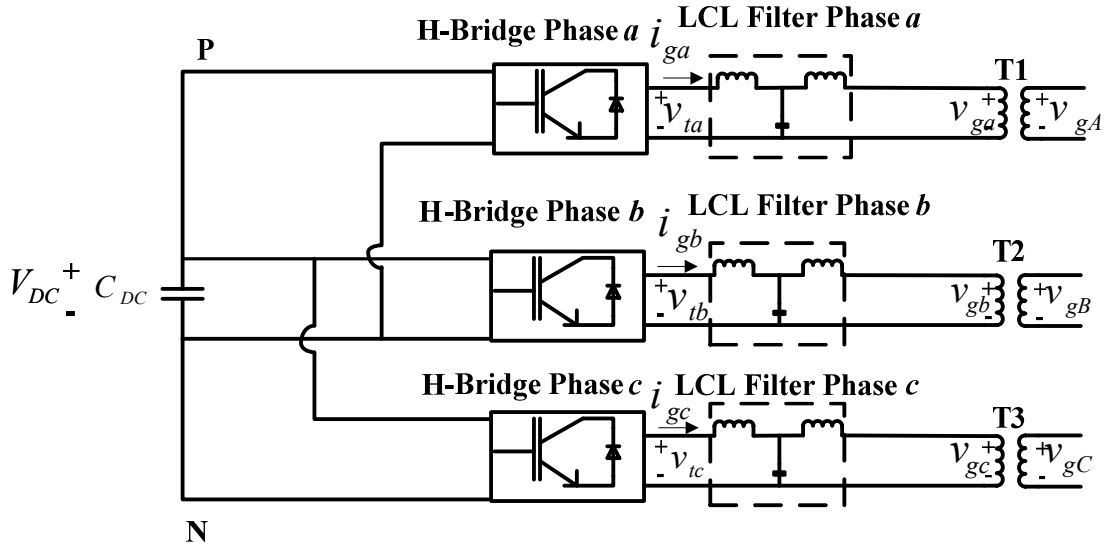 H-Bridge Phase a
i_ga
LCL Filter Phase a
P
T1
+
-
v_ta
v_ga
+
-
+
-
v_gA
H-Bridge Phase b
i_gb
LCL Filter Phase b
T2
V_DC
+
-
C_DC
+
-
v_tb
v_gb
+
-
+
-
v_gB
H-Bridge Phase c
i_gc
LCL Filter Phase c
T3
+
-
v_tc
v_gc
+
-
+
-
v_gC
N